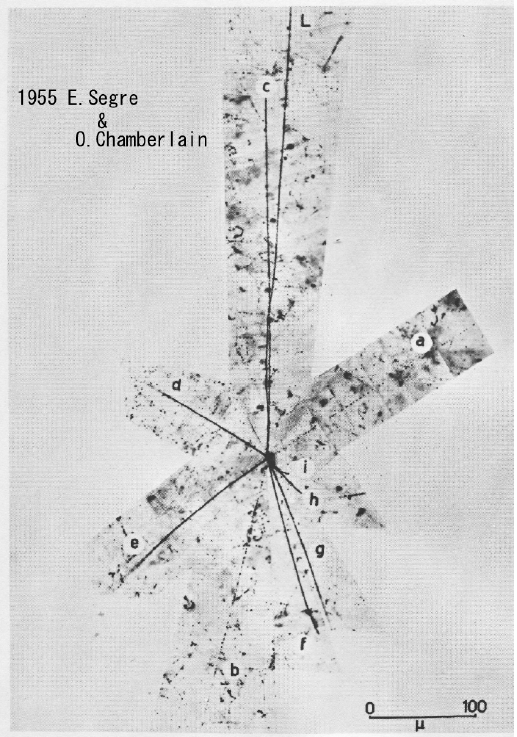 L
c
1955 E. Segre
&
O. Chamberlain
a
d
i
h
e
g
f
b
0 100
μ